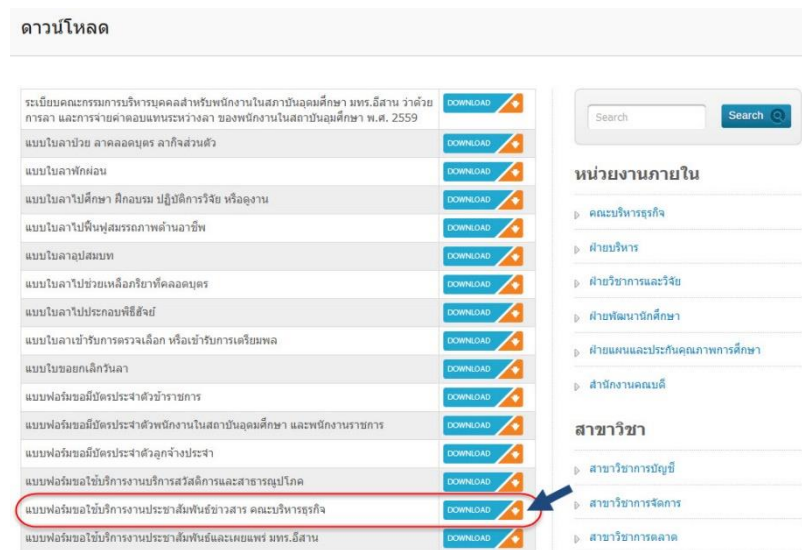 ดาวน์โหลด
ระเบียบคณะกรรมการบริหารบุคคลสำหรับพนักงานในสถาบันอุดมศึกษา มทร.อีสาน ว่าด้วย
การลา และการจ่ายค่าตอบแทนระหว่างลา ของพนักงานในสถาบันอุมศึกษา พ.ศ. 2559
DOWNLOAD
แบบใบลาป่วย ลาคลอดบุตร ลากิจส่วนตัว
DOWNLOAD
แบบใบลาพักผ่อน
DOWNLOAD
แบบใบลาไปศึกษา ฝึกอบรม ปฏิบัติการวิจัย หรือดูงาน
DOWNLOAD
แบบใบลาไปฟื้นฟูสมรรถภาพด้านอาชีพ
DOWNLOAD
แบบใบลาอุปสมบท
DOWNLOAD
แบบใบลาไปช่วยเหลือภริยาที่คลอดบุตร
DOWNLOAD
แบบใบลาไปประกอบพิธีฮัจย์
DOWNLOAD
แบบใบลาเข้ารับการตรวจเลือก หรือเข้ารับการเตรียมพล
DOWNLOAD
แบบใบขอยกเลิกวันลา
DOWNLOAD
แบบฟอร์มขอมีบัตรประจำตัวข้าราชการ
DOWNLOAD
แบบฟอร์มขอมีบัตรประจำตัวพนักงานในสถาบันอุดมศึกษา และพนักงานราชการ
DOWNLOAD
แบบฟอร์มขอมีบัตรประจำตัวลูกจ้างประจำ
DOWNLOAD
แบบฟอร์มขอใช้บริการงานบริการสวัสดิการและสาธารณูปโภค
DOWNLOAD
แบบฟอร์มขอใช้บริการงานประชาสัมพันธ์ข่าวสาร คณะบริหารธุรกิจ
DOWNLOAD
แบบฟอร์มขอใช้บริการงานประชาสัมพันธ์และเผยแพร่ มทร.อีสาน
DOWNLOAD
Search
Search
หน่วยงานภายใน
คณะบริหารธุรกิจ
ฝ่ายบริหาร
ฝ่ายวิชาการและวิจัย
ฝ่ายพัฒนานักศึกษา
ฝ่ายแผนและประกันคุณภาพการศึกษา
สำนักงานคณบดี
สาขาวิชา
สาขาวิชาการบัญชี
สาขาวิชาการจัดการ
สาขาวิชาการตลาด